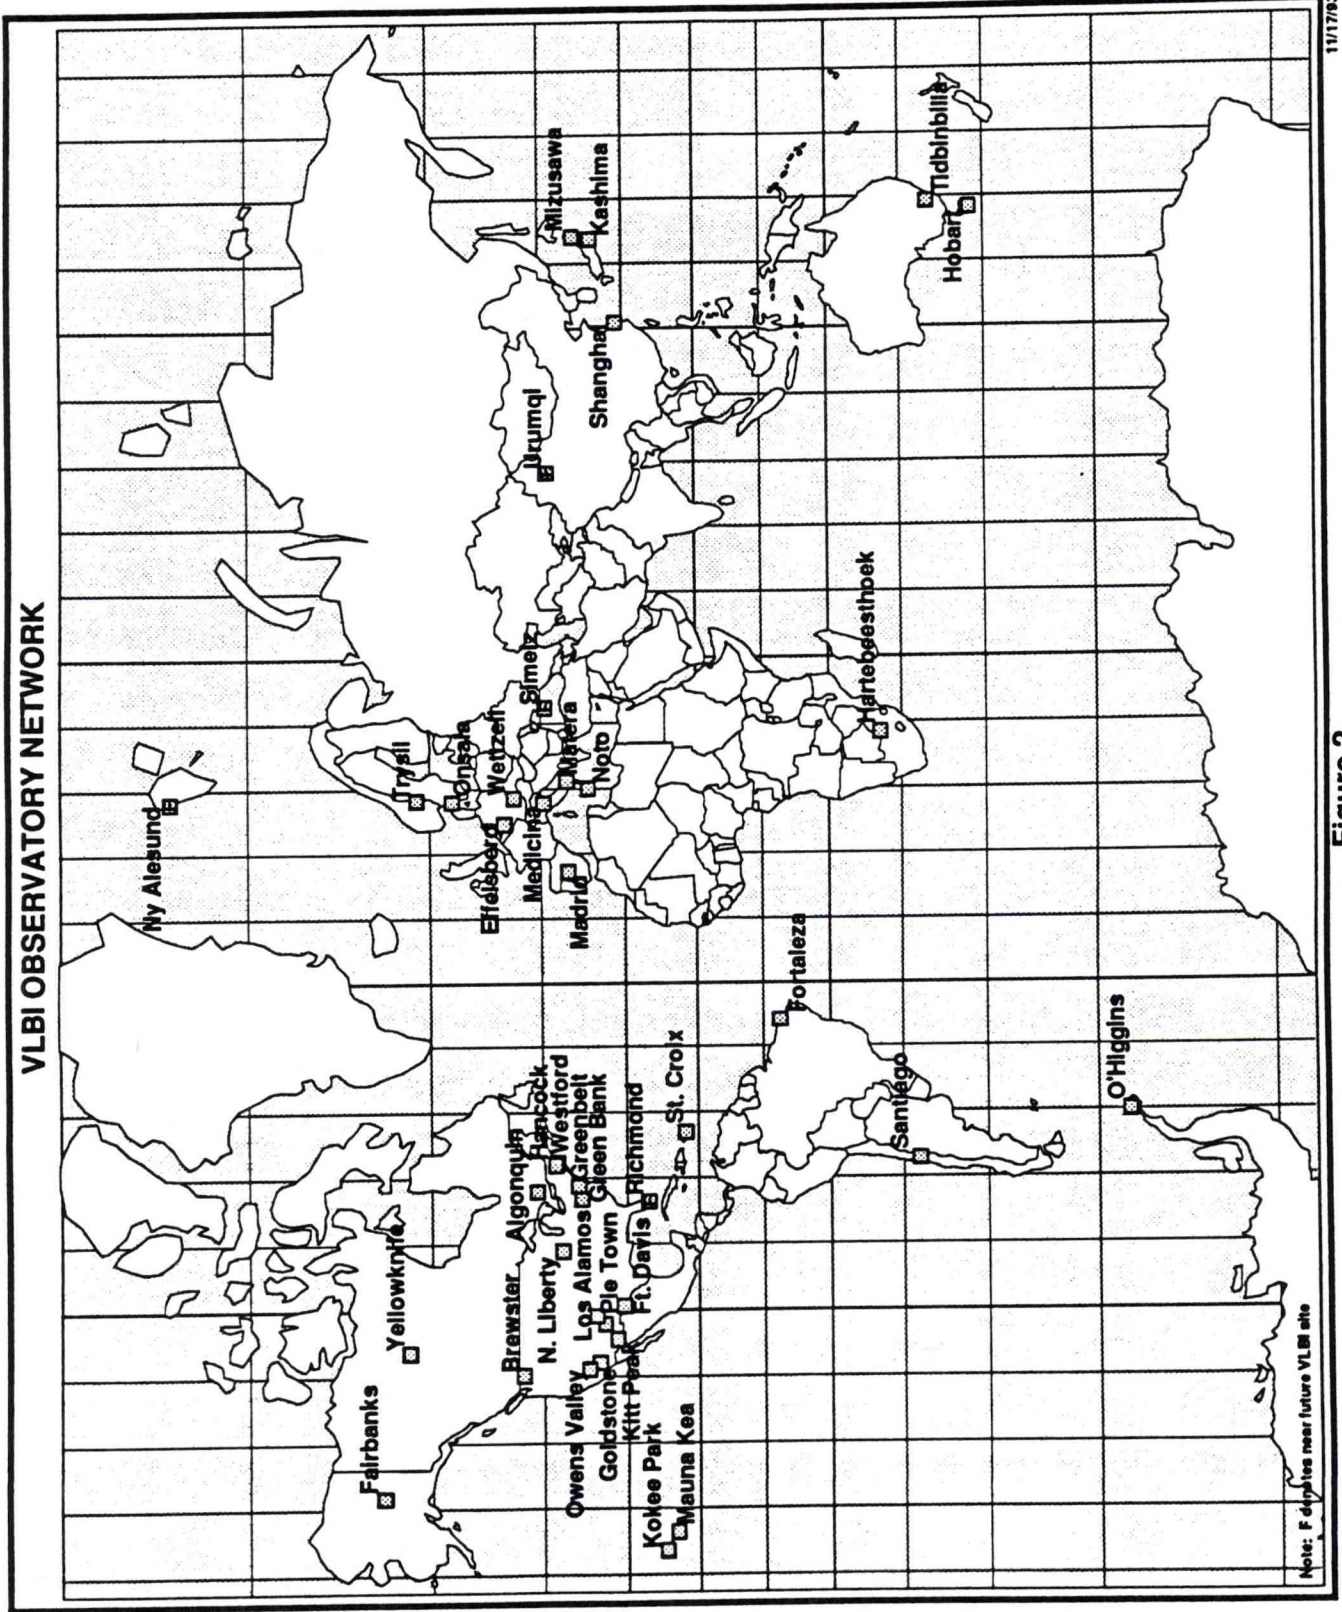 VLBI OBSERVATORY NETWORK
Ny Alesund
Fairbanks
Yellowknife
Trysil
Onsala
Brewster
Algonquin
Hancock
Effelsberg
Wettzell
Simeiz
Urumqi
Mizusawa
N. Liberty
Westford
Medicina
Matera
Kashima
Owens Valley
Los Alamos
Greenbelt
Green Bank
Madrid
Noto
Shanghai
Goldstone
Pie Town
Kitt Peak
Ft. Davis
Richmond
Kokee Park
Mauna Kea
St. Croix
Fortaleza
Hartebeesthoek
Santiago
Tidbinbilla
Hobart
O'Higgins
Note: F denotes near future VLBI site
Figure 2